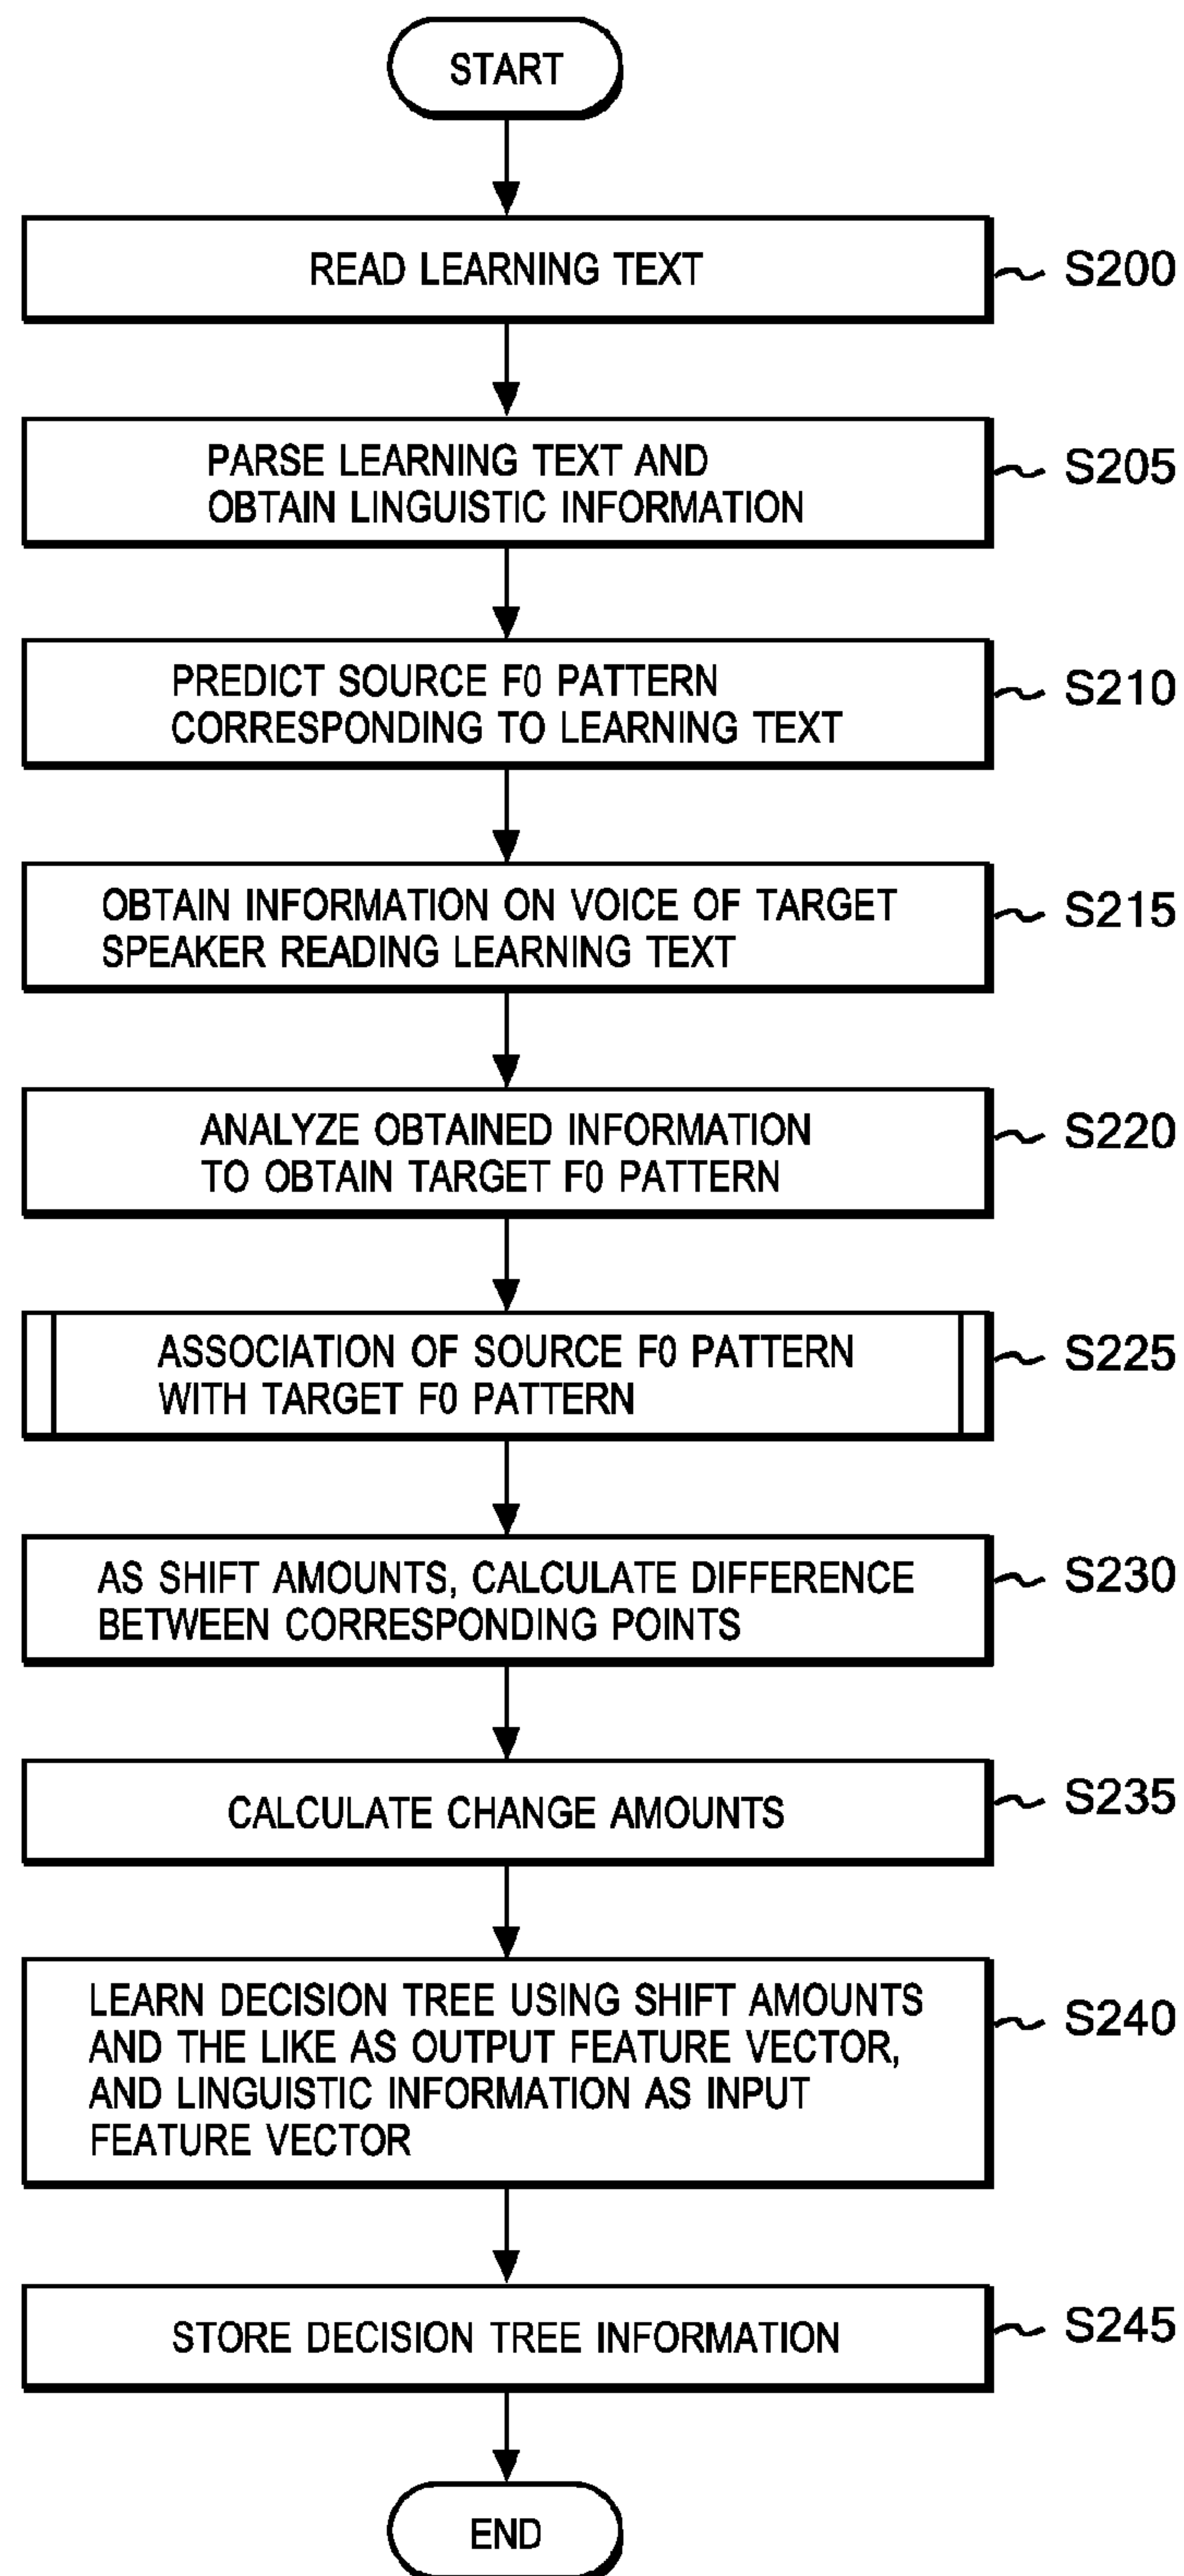 START
READ LEARNING TEXT
S200
PARSE LEARNING TEXT AND
OBTAIN LINGUISTIC INFORMATION
S205
PREDICT SOURCE F0 PATTERN
CORRESPONDING TO LEARNING TEXT
S210
OBTAIN INFORMATION ON VOICE OF TARGET
SPEAKER READING LEARNING TEXT
S215
ANALYZE OBTAINED INFORMATION
TO OBTAIN TARGET F0 PATTERN
S220
ASSOCIATION OF SOURCE F0 PATTERN
WITH TARGET F0 PATTERN
S225
AS SHIFT AMOUNTS, CALCULATE DIFFERENCE
BETWEEN CORRESPONDING POINTS
S230
CALCULATE CHANGE AMOUNTS
S235
LEARN DECISION TREE USING SHIFT AMOUNTS
AND THE LIKE AS OUTPUT FEATURE VECTOR,
AND LINGUISTIC INFORMATION AS INPUT
FEATURE VECTOR
S240
STORE DECISION TREE INFORMATION
S245
END